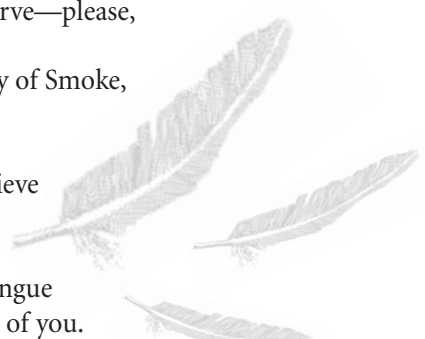 rve—please,
y of Smoke,
ieve
ngue
of you.